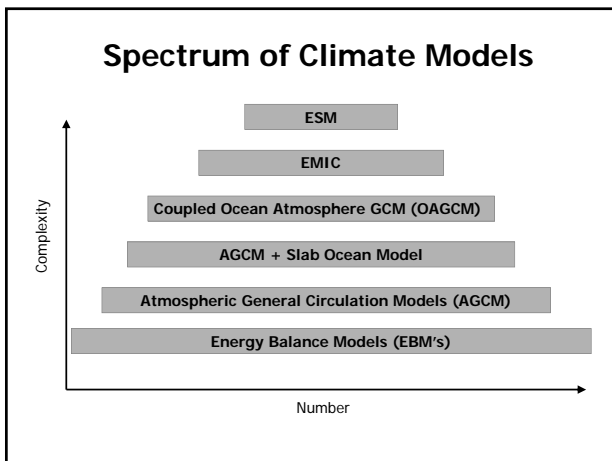 Spectrum of Climate Models
ESM
EMIC
Coupled Ocean Atmosphere GCM (OAGCM)
AGCM + Slab Ocean Model
Atmospheric General Circulation Models (AGCM)
Energy Balance Models (EBM's)
Complexity
Number